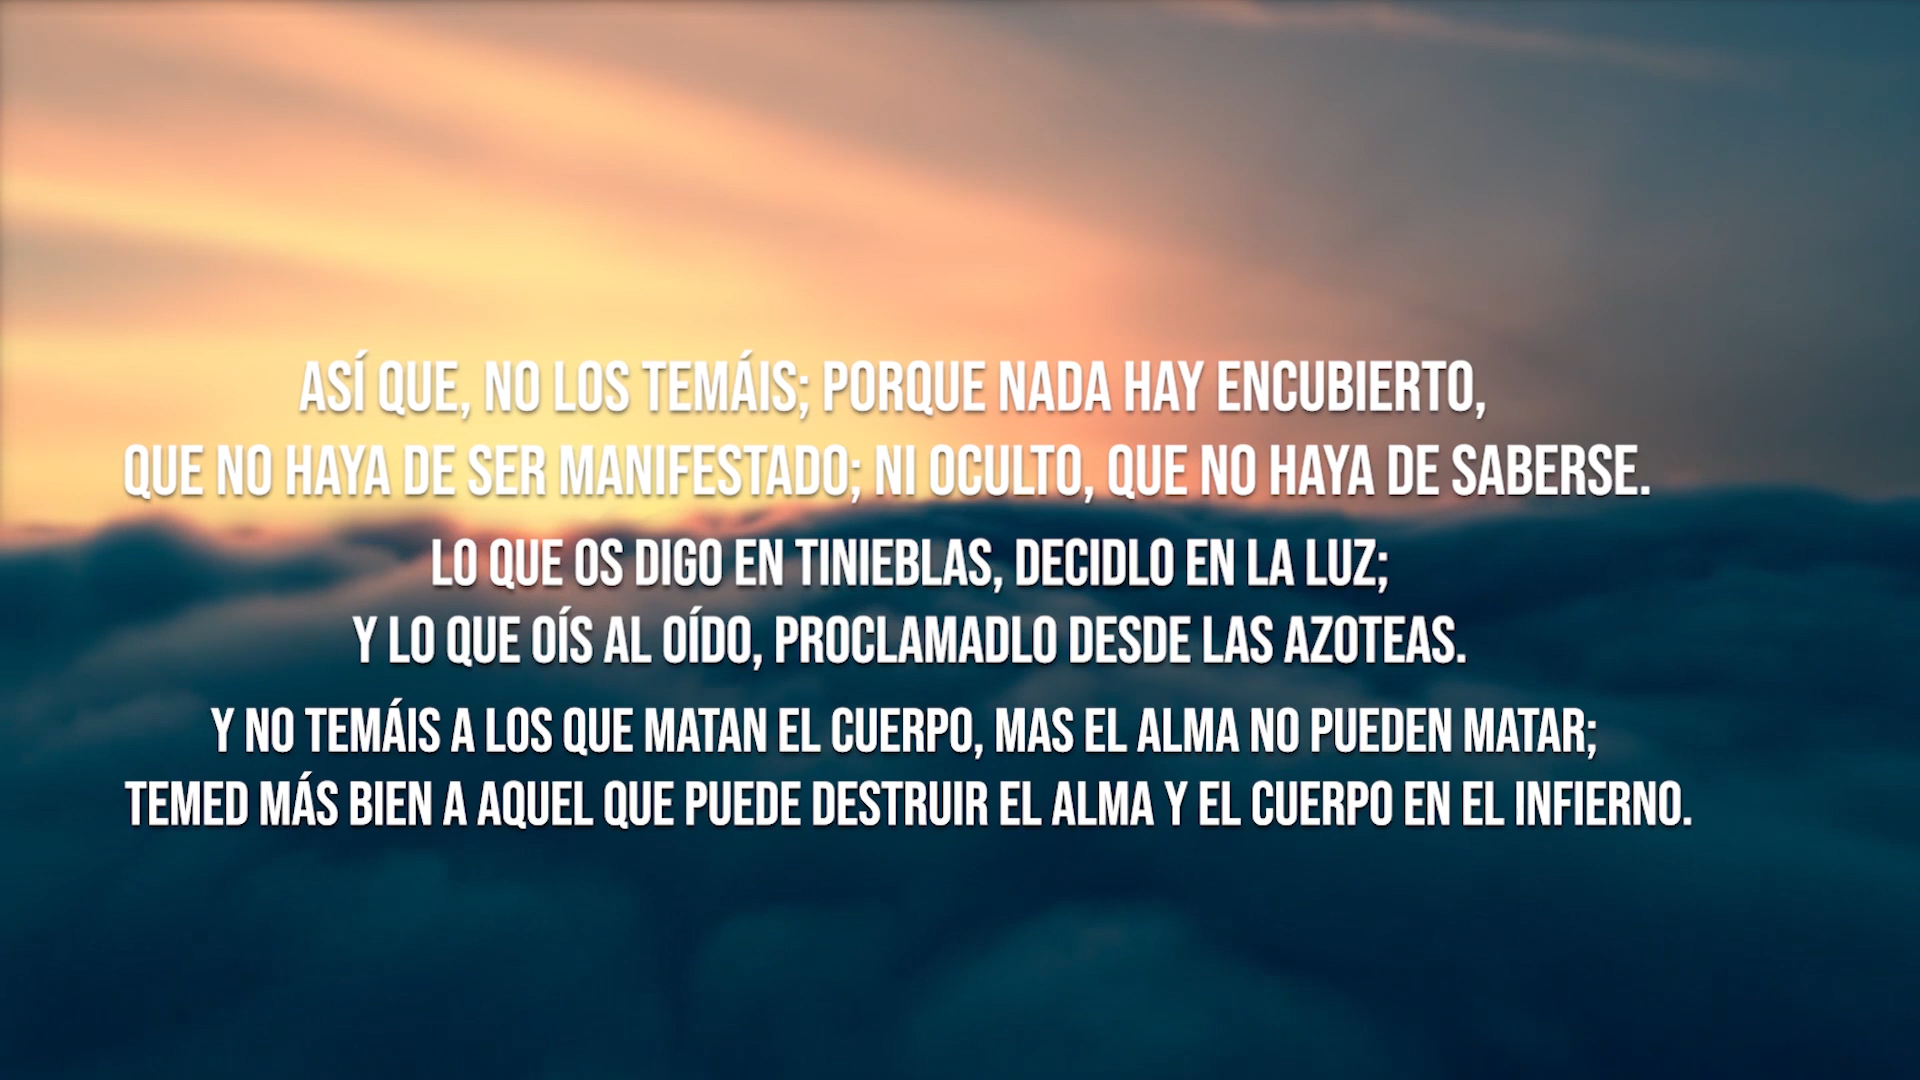 ASÍ QUE, NO LOS TEMÁIS; PORQUE NADA HAY ENCUBIERTO,
QUE NO HAYA DE SER MANIFESTADO; NI OCULTO, QUE NO HAYA DE SABERSE.
LO QUE OS DIGO EN TINIEBLAS, DECIDLO EN LA LUZ;
Y LO QUE OÍS AL OÍDO, PROCLAMADLO DESDE LAS AZOTEAS.
Y NO TEMÁIS A LOS QUE MATAN EL CUERPO, MAS EL ALMA NO PUEDEN MATAR;
TEMED MÁS BIEN A AQUEL QUE PUEDE DESTRUIR EL ALMA Y EL CUERPO EN EL INFIERNO.